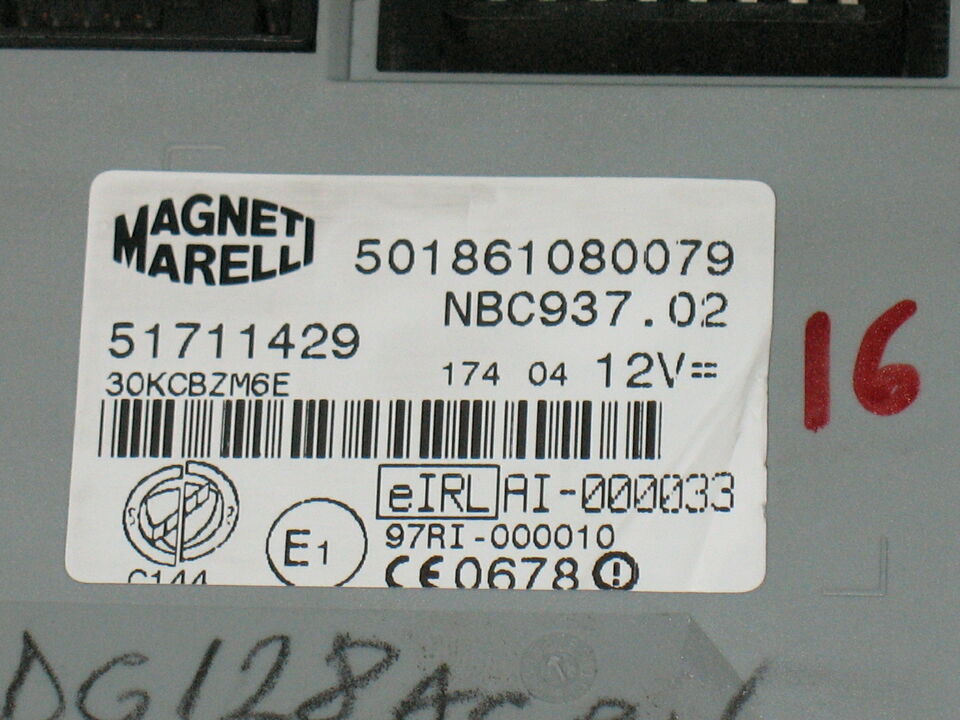 MAGNETI
MARELLI
501861080079
NBC937.02
51711429
30KCBZM6E
174 04 12V
16
eIRL AI-000033
97RI-000010
E1
CE0678
C144
DG128